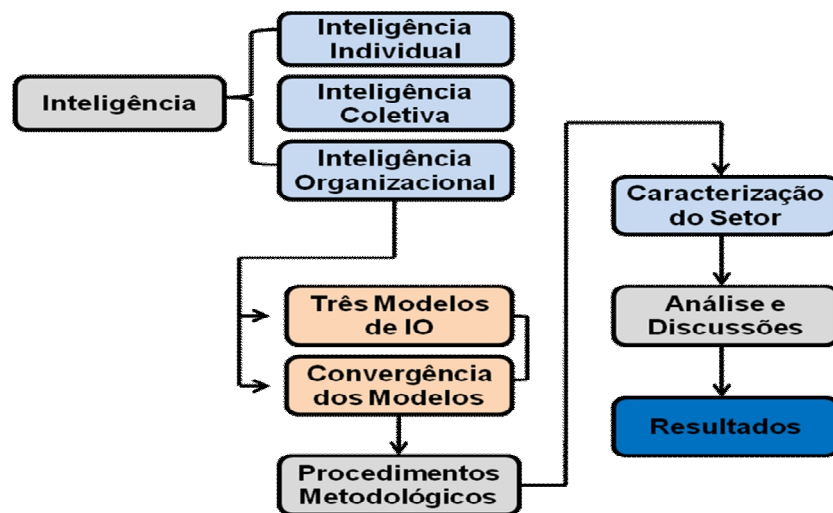 Inteligência
Inteligência
Individual
Inteligência
Coletiva
Inteligência
Organizacional
Três Modelos
de IO
Convergência
dos Modelos
Procedimentos
Metodológicos
Caracterização
do Setor
Análise e
Discussões
Resultados